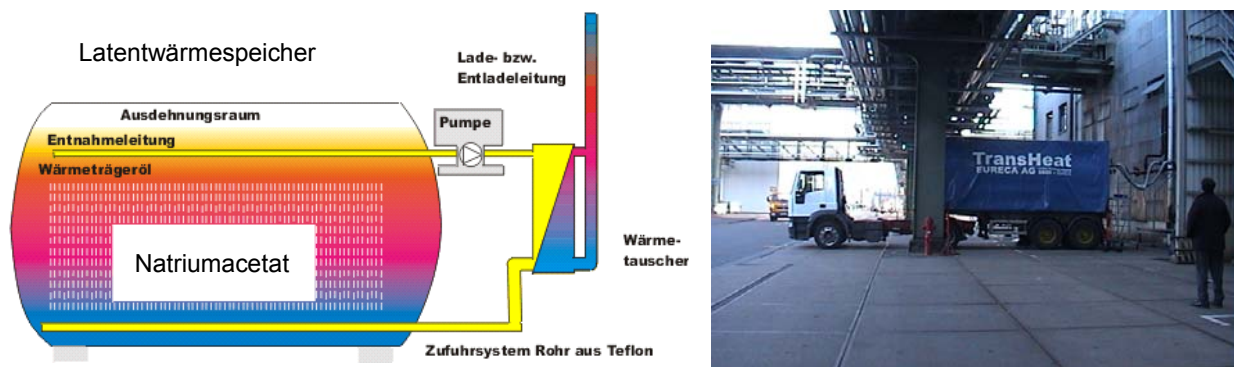 Latentwärmespeicher
Lade- bzw.
Entladeleitung
Ausdehnungsraum
Pumpe
Entnahmeleitung
Wärmeträgeröl
Natriumacetat
Wärme-
tauscher
Zufuhrsystem Rohr aus Teflon
TransHeat
EURECA AG